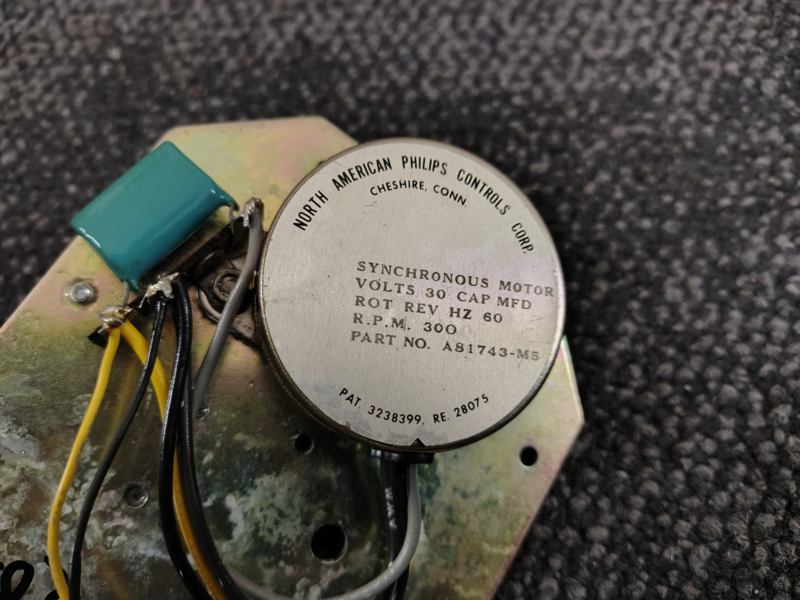 NORTH AMERICAN PHILIPS CONTROLS CORP.
CHESHIRE, CONN.
SYNCHRONOUS MOTOR
VOLTS 30 CAP MFD
ROT REV HZ 60
R.P.M. 300
PART NO. A81743-M5
PAT. 3238399, RE. 28075